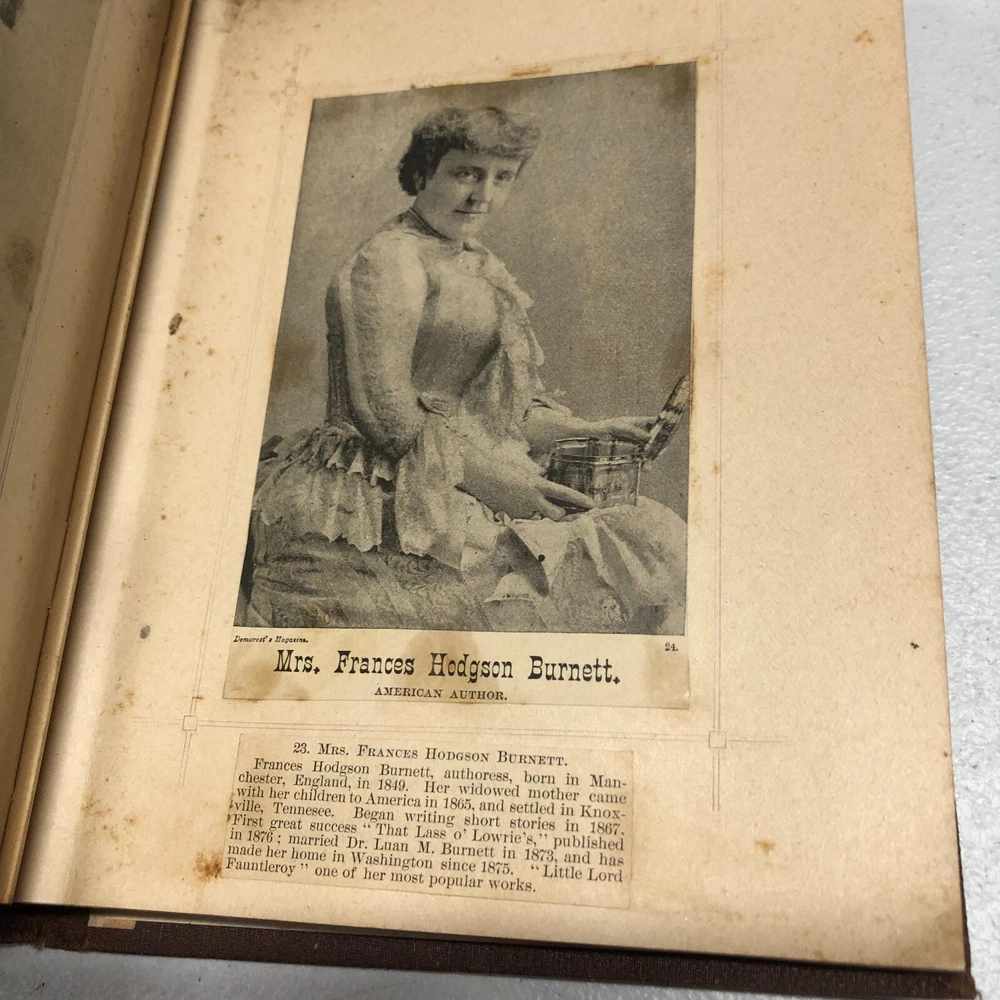 Demorest's Magazine.
24.
Mrs. Frances Hodgson Burnett.
AMERICAN AUTHOR.
23. MRS. FRANCES HODGSON BURNETT.
Frances Hodgson Burnett, authoress, born in Man-
chester, England, in 1849. Her widowed mother came
with her children to America in 1865, and settled in Knox-
ville, Tennesee. Began writing short stories in 1867.
First great success “That Lass o' Lowrie's,” published
in 1876; married Dr. Luan M. Burnett in 1873, and has
made her home in Washington since 1875. “Little Lord
Fauntleroy” one of her most popular works.